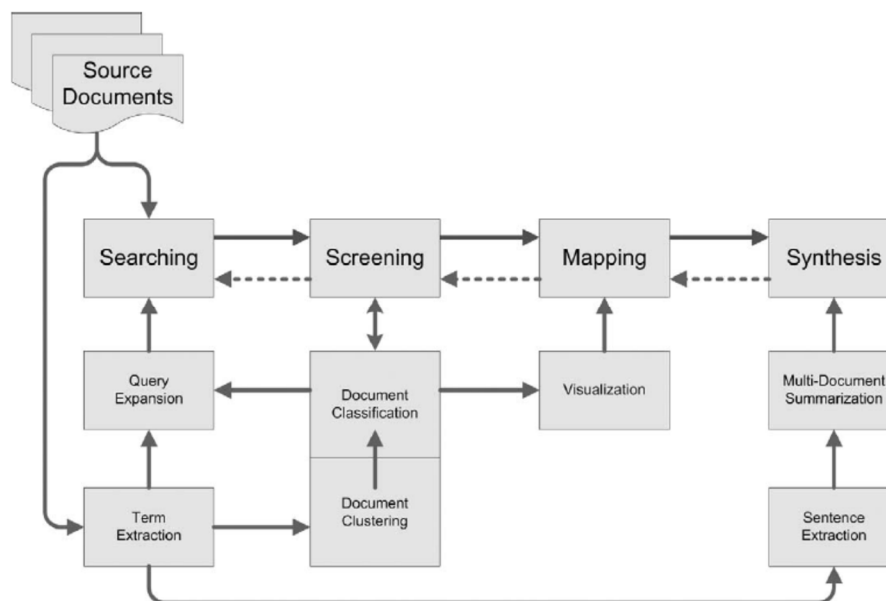 Source
Documents
Searching
Screening
Mapping
Synthesis
Query
Expansion
Document
Classification
Visualization
Multi-Document
Summarization
Term
Extraction
Document
Clustering
Sentence
Extraction